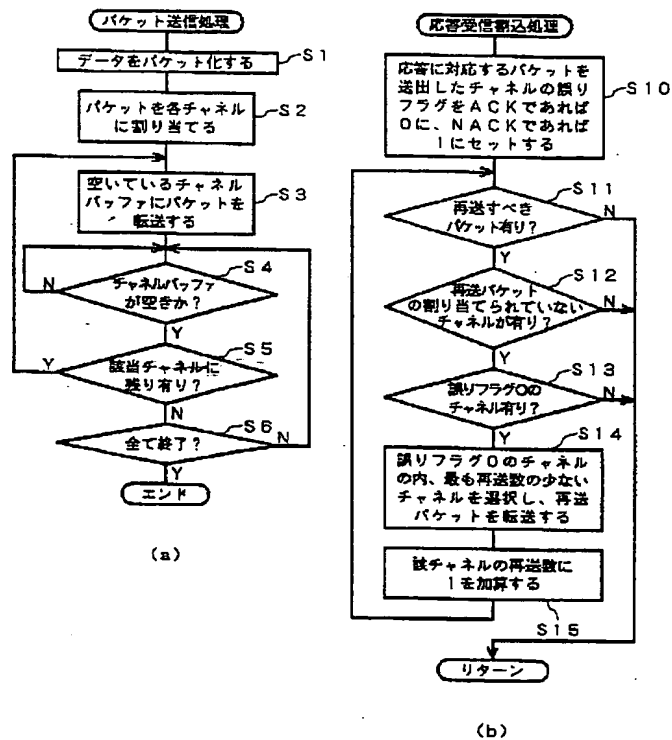 パケット送信処理
データをパケット化する
S1
パケットを各チャネル
に割り当てる
S2
空いているチャネル
バッファにパケットを
転送する
S3
チャネルバッファ
が空きか?
S4
N
Y
該当チャネルに
残り有り?
S5
Y
N
全て終了?
S6
N
Y
エンド
(a)
応答受信割込処理
応答に対応するパケットを
送出したチャネルの誤り
フラグをACKであれば
0に、NACKであれば
1にセットする
S10
再送すべき
パケット有り?
S11
N
Y
再送パケット
の割り当てられていない
チャネルが有り?
S12
N
Y
誤りフラグ0の
チャネル有り?
S13
N
Y
S14
誤りフラグ0のチャネル
の内、最も再送数の少ない
チャネルを選択し、再送
パケットを転送する
該チャネルの再送数に
1を加算する
S15
リターン
(b)